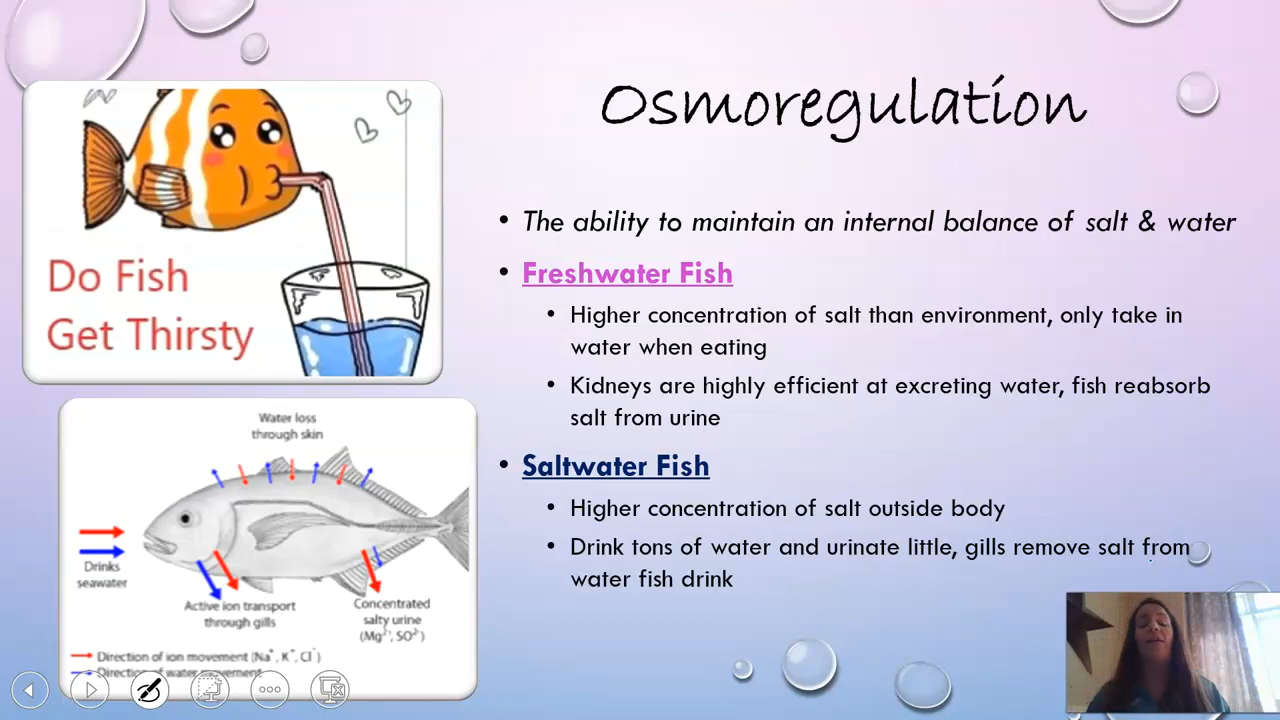 Osmoregulation
Do Fish
Get Thirsty
• The ability to maintain an internal balance of salt & water
• Freshwater Fish
• Higher concentration of salt than environment, only take in
water when eating
• Kidneys are highly efficient at excreting water, fish reabsorb
salt from urine
• Saltwater Fish
• Higher concentration of salt outside body
• Drink tons of water and urinate little, gills remove salt from
water fish drink
Water loss
through skin
Drinks
seawater
Active ion transport
through gills
Concentrated
salty urine
(Mg²⁺, SO²⁻)
Direction of ion movement (Na⁺, K⁺, Cl⁻)
Direction of water movement